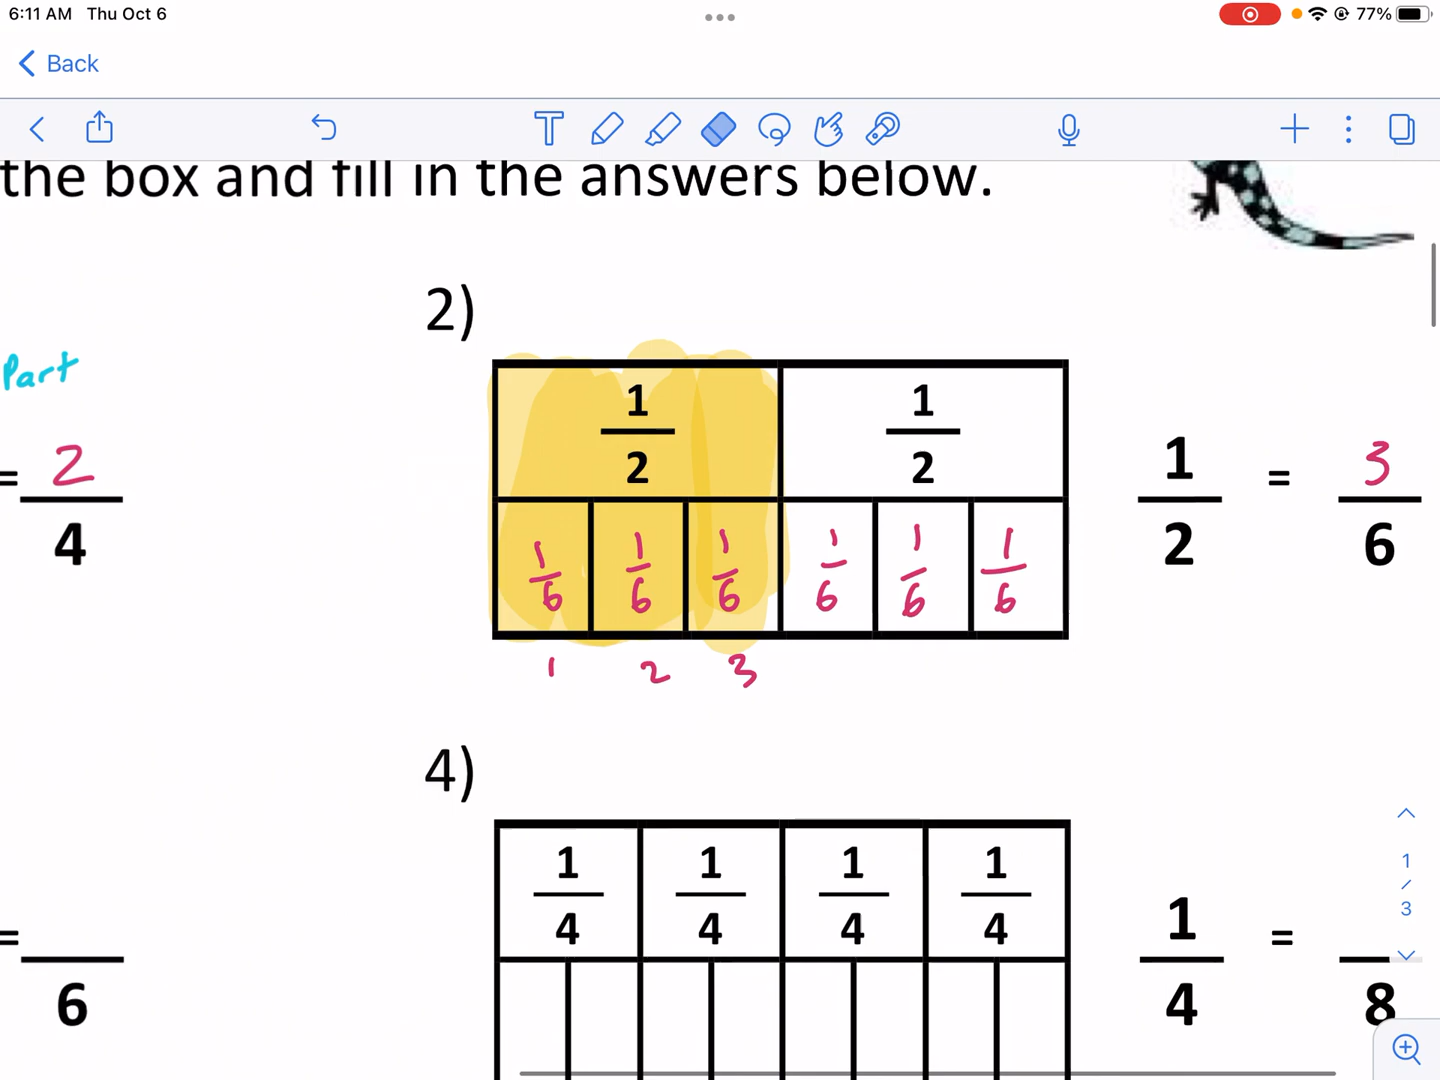 6:11 AM Thu Oct 6
77%
Back
T
the box and fill in the answers below.
2)
Part
= 2/4
1/2 1/2
1/6 1/6 1/6 1/6 1/6 1/6
1 2 3
1/2 = 3/6
4)
= /6
1/4 1/4 1/4 1/4
1/4 = /8
1
/
3